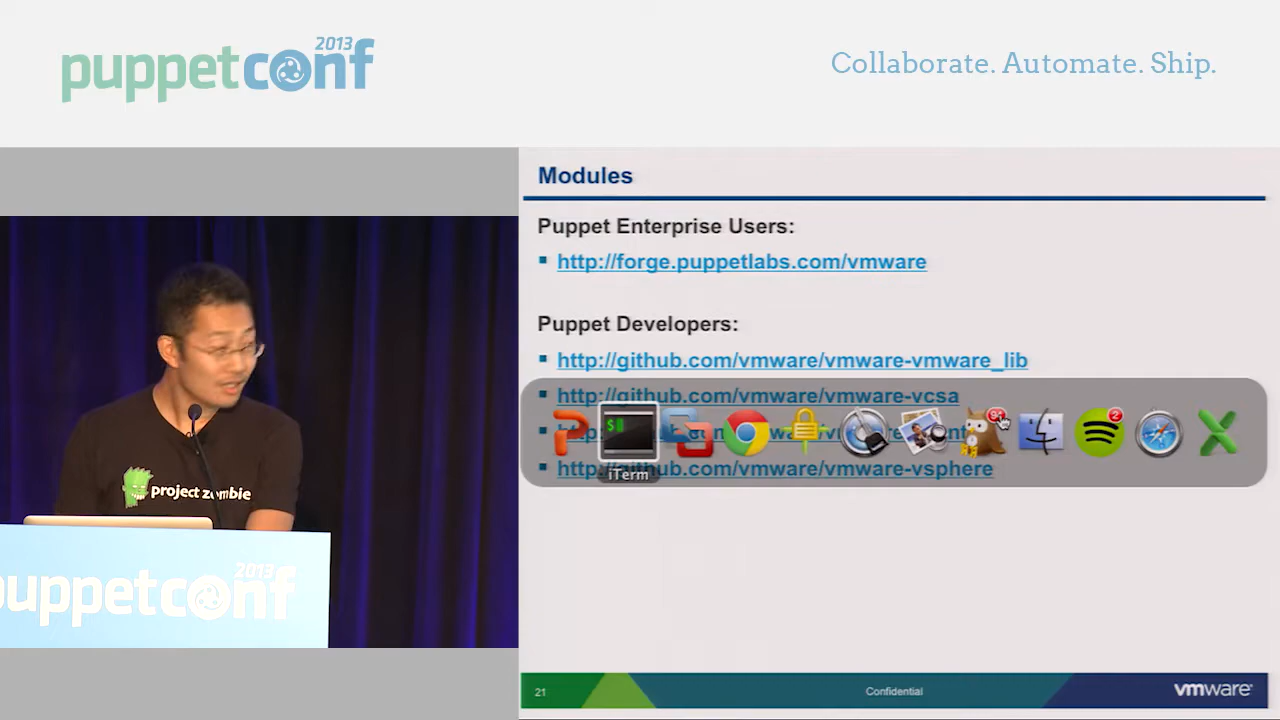 puppetconf 2013
Collaborate. Automate. Ship.
Modules
Puppet Enterprise Users:
http://forge.puppetlabs.com/vmware
Puppet Developers:
http://github.com/vmware/vmware-vmware_lib
http://github.com/vmware/vmware-vcsa
http://github.com/vmware/vmware-vsphere
iTerm
2
project zombie
puppetconf 2013
21
Confidential
vmware